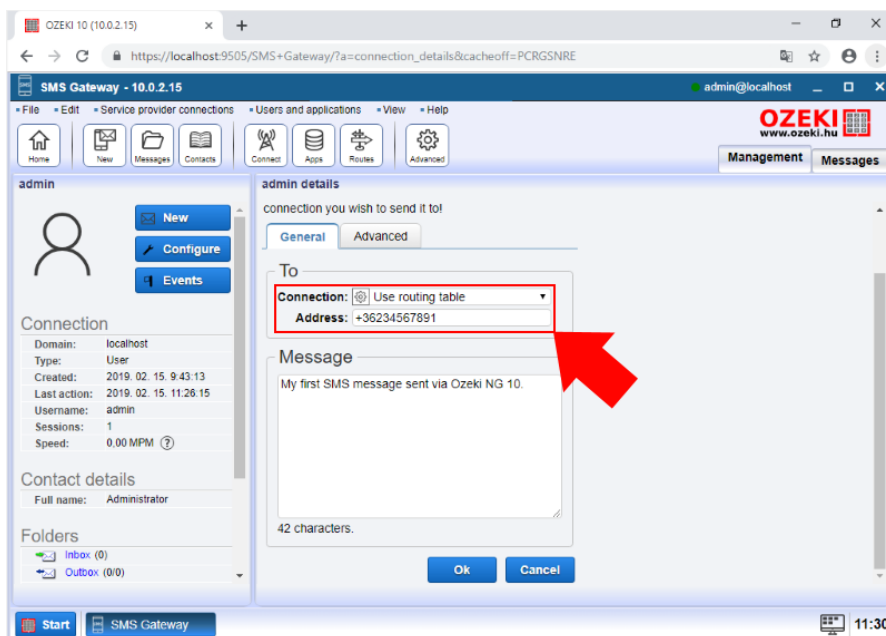 OZEKI 10 (10.0.2.15)
https://localhost:9505/SMS+Gateway/?a=connection_details&cacheoff=PCRGSNRE
SMS Gateway - 10.0.2.15
admin@localhost
File Edit Service provider connections Users and applications View Help
OZEKI
www.ozeki.hu
Home New Messages Contacts Connect Apps Routes Advanced
Management Messages
admin
New
Configure
Events
Connection
Domain: localhost
Type: User
Created: 2019. 02. 15. 9:43:13
Last action: 2019. 02. 15. 11:26:15
Username: admin
Sessions: 1
Speed: 0,00 MPM ?
Contact details
Full name: Administrator
Folders
Inbox (0)
Outbox (0/0)
admin details
connection you wish to send it to!
General Advanced
To
Connection: Use routing table
Address: +36234567891
Message
My first SMS message sent via Ozeki NG 10.
42 characters.
Ok Cancel
Start SMS Gateway 11:30